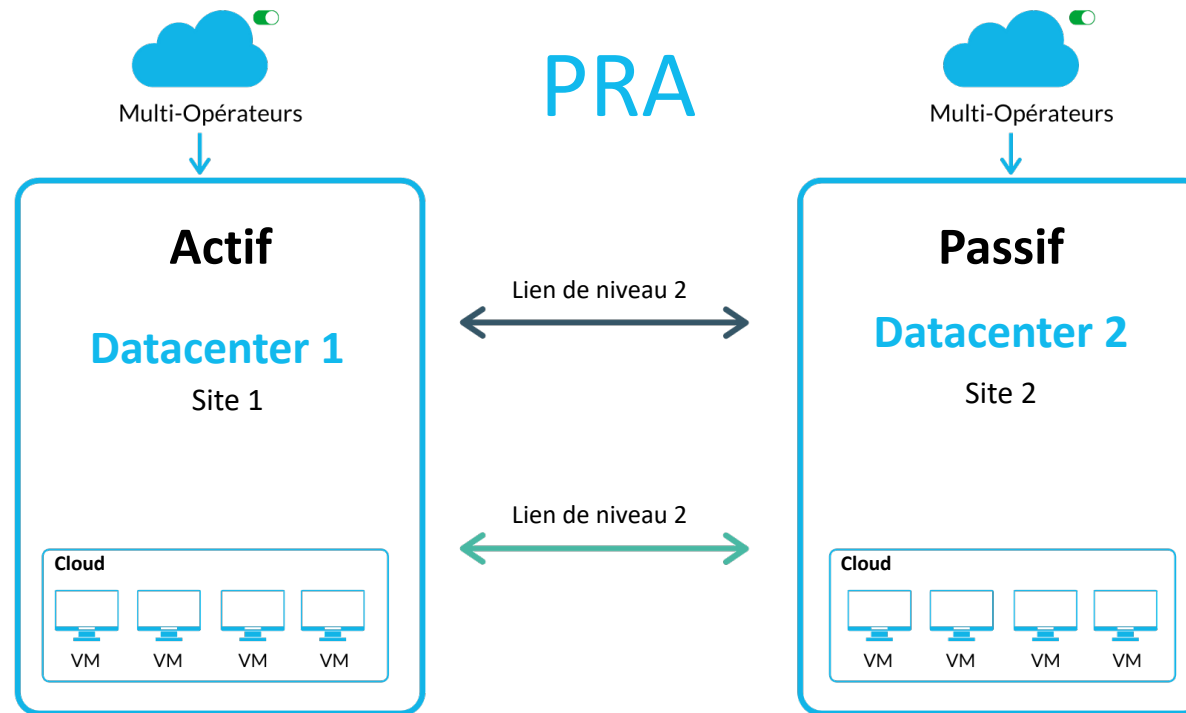 PRA
Multi-Opérateurs
Multi-Opérateurs
Actif
Datacenter 1
Site 1
Lien de niveau 2
Passif
Datacenter 2
Site 2
Lien de niveau 2
Cloud
VM VM VM VM
Cloud
VM VM VM VM